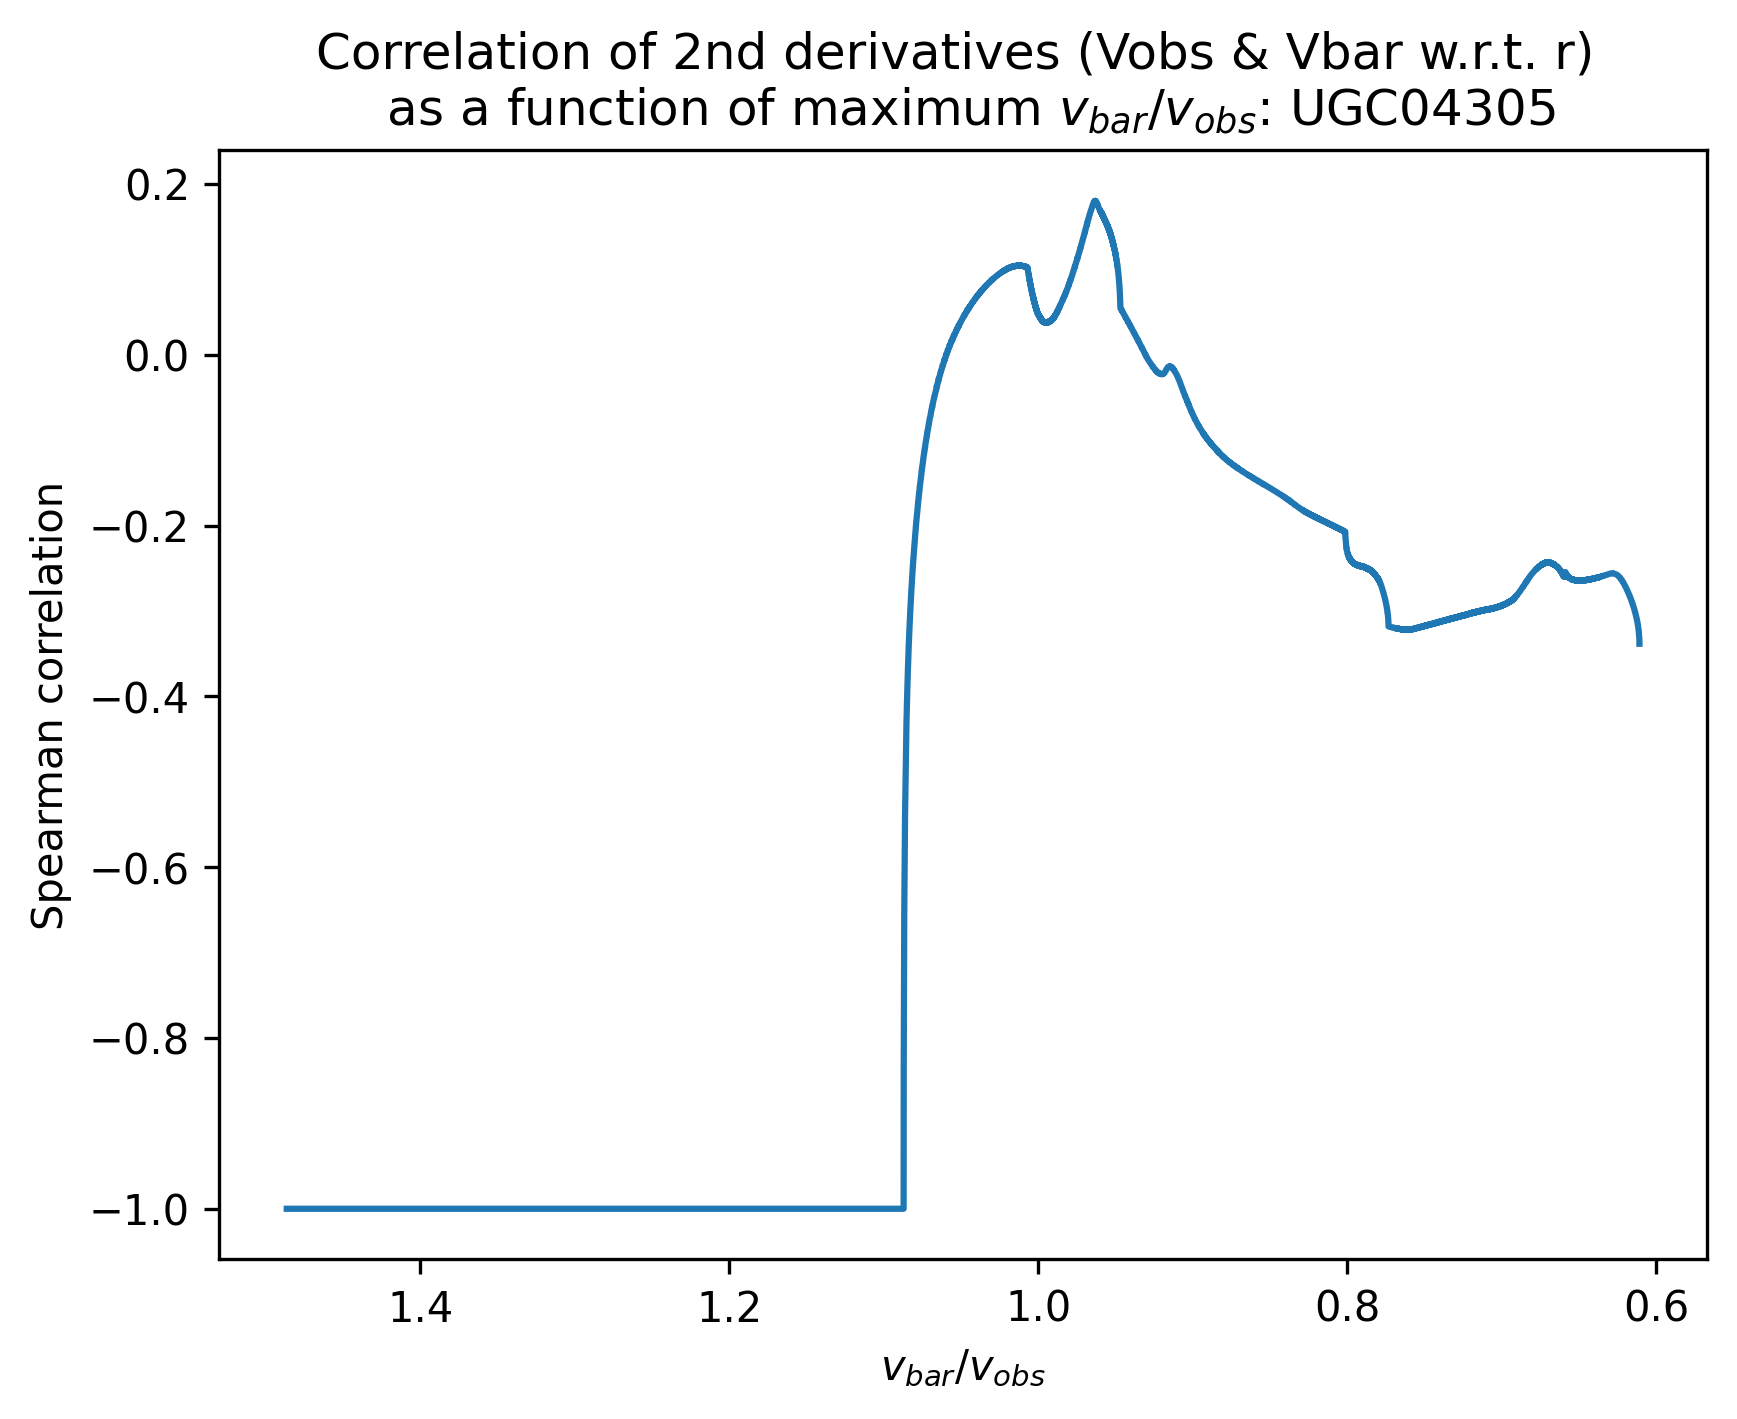 Correlation of 2nd derivatives (Vobs & Vbar w.r.t. r)
as a function of maximum v_bar/v_obs: UGC04305
0.2
0.0
−0.2
−0.4
−0.6
−0.8
−1.0
Spearman correlation
1.4 1.2 1.0 0.8 0.6
v_bar/v_obs